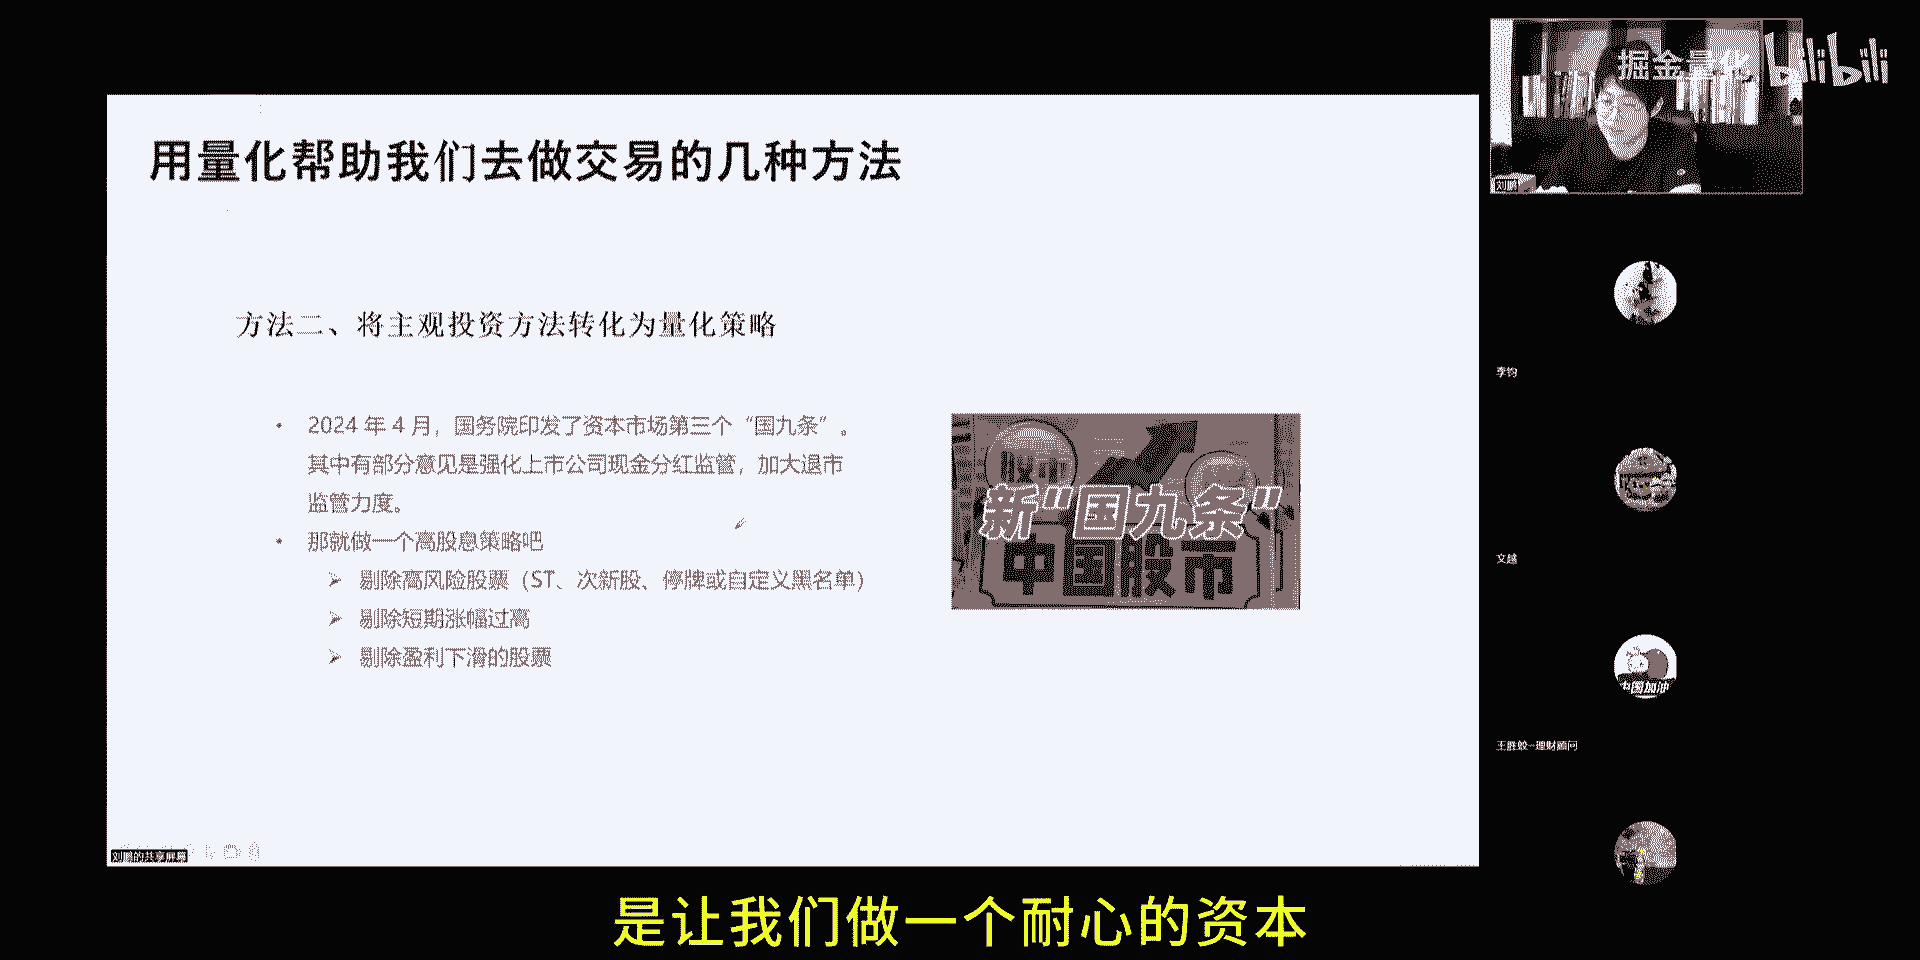 掘金量化 bilibili
用量化帮助我们去做交易的几种方法
刘鹏
方法二、将主观投资方法转化为量化策略
李钧
• 2024 年 4 月，国务院印发了资本市场第三个“国九条”。
其中有部分意见是强化上市公司现金分红监管，加大退市
监管力度。
• 那就做一个高股息策略吧
➢ 剔除高风险股票（ST、次新股、停牌或自定义黑名单）
➢ 剔除短期涨幅过高
➢ 剔除盈利下滑的股票
股市
新“国九条”
中国股市
文越
中国加油
理财顾问
刘鹏的共享屏幕
是让我们做一个耐心的资本